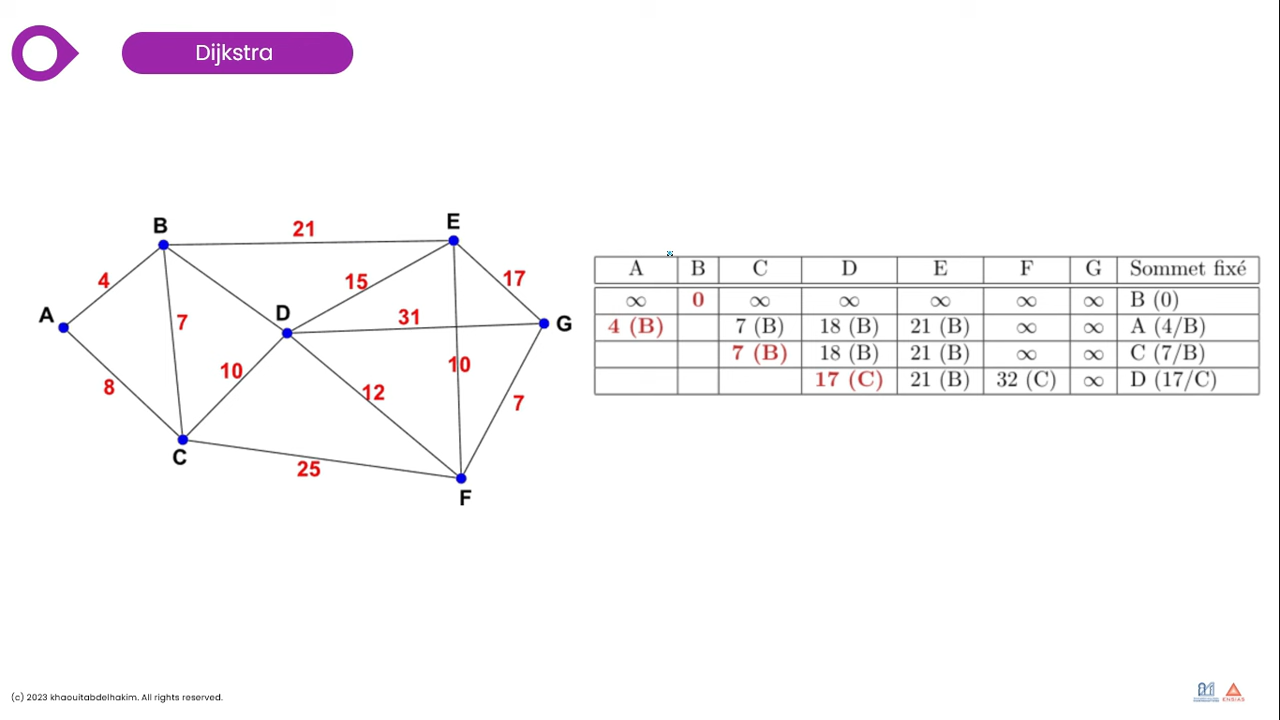 Dijkstra
B
21
E
4
15
17
A
7
D
31
G
10
10
8
12
7
C
25
F
A B C D E F G Sommet fixé
∞ 0 ∞ ∞ ∞ ∞ ∞ B (0)
4 (B) 7 (B) 18 (B) 21 (B) ∞ ∞ A (4/B)
7 (B) 18 (B) 21 (B) ∞ ∞ C (7/B)
17 (C) 21 (B) 32 (C) ∞ D (17/C)
(c) 2023 khaouitabdelhakim. All rights reserved.
ENSIAS